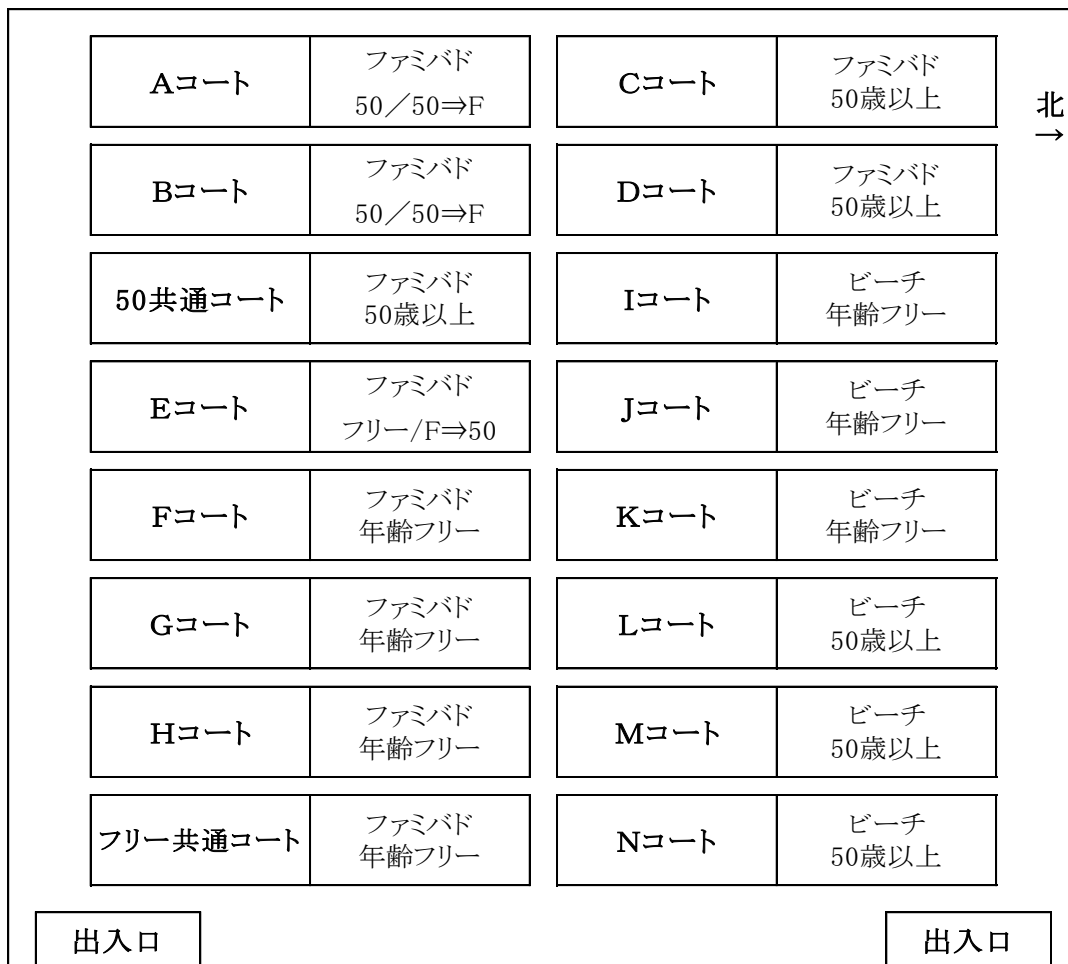 Aコート
ファミバド
50／50⇒F
Cコート
ファミバド
50歳以上
北
→
Bコート
ファミバド
50／50⇒F
Dコート
ファミバド
50歳以上
50共通コート
ファミバド
50歳以上
Iコート
ビーチ
年齢フリー
Eコート
ファミバド
フリー/F⇒50
Jコート
ビーチ
年齢フリー
Fコート
ファミバド
年齢フリー
Kコート
ビーチ
年齢フリー
Gコート
ファミバド
年齢フリー
Lコート
ビーチ
50歳以上
Hコート
ファミバド
年齢フリー
Mコート
ビーチ
50歳以上
フリー共通コート
ファミバド
年齢フリー
Nコート
ビーチ
50歳以上
出入口
出入口